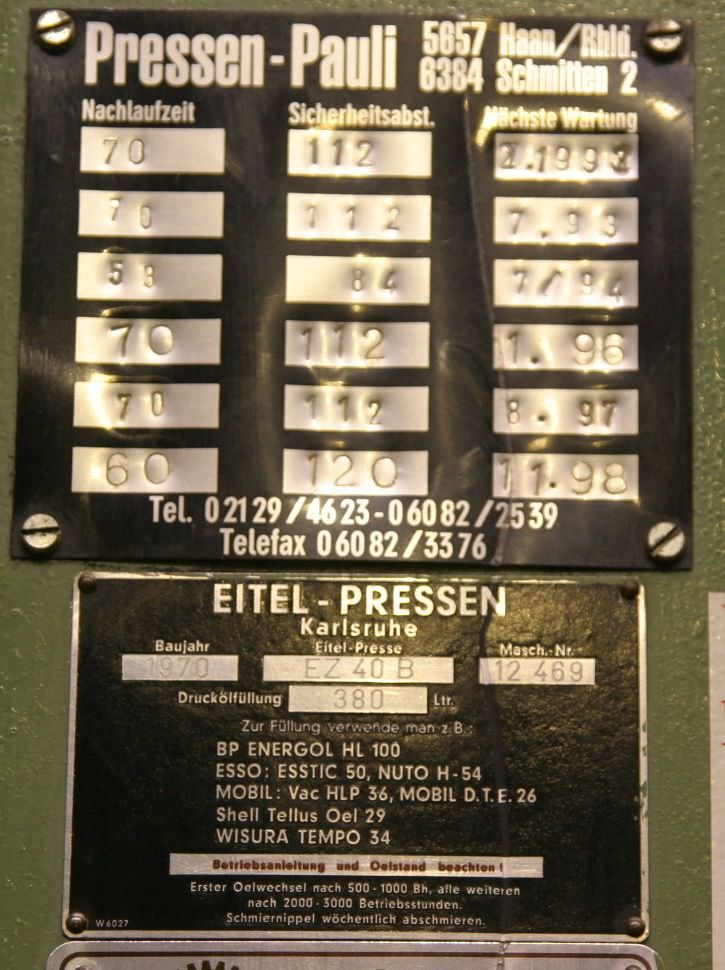 Pressen-Pauli 5657 Haan/Rhld.
6384 Schmitten 2
Nachlaufzeit Sicherheitsabst. Nächste Wartung
70 112 2.1992
70 112 7.93
58 84 7/94
70 112 1. 96
70 112 8. 97
60 120 11.98
Tel. 02129/4623-06082/2539
Telefax 06082/3376
EITEL-PRESSEN
Karlsruhe
Baujahr Eitel-Presse Masch.-Nr.
1970 EZ 40 B 12 469
Druckölfüllung 380 Ltr.
Zur Füllung verwende man z.B.:
BP ENERGOL HL 100
ESSO: ESSTIC 50, NUTO H-54
MOBIL: Vac HLP 36, MOBIL D.T.E. 26
Shell Tellus Oel 29
WISURA TEMPO 34
Betriebsanleitung und Oelstand beachten!
Erster Oelwechsel nach 500-1000 Bh, alle weiteren
nach 2000-3000 Betriebsstunden.
Schmiernippel wöchentlich abschmieren.
W6027